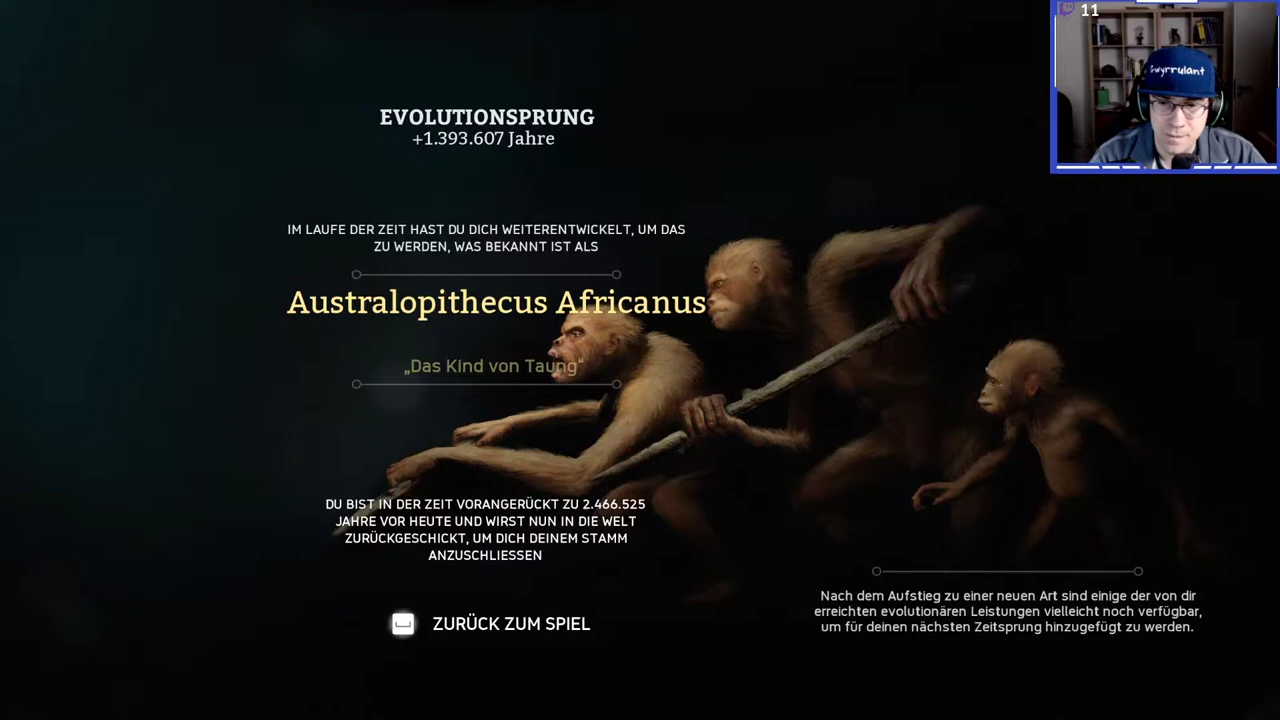 11
Gwyrrulant
EVOLUTIONSPRUNG
+1.393.607 Jahre
IM LAUFE DER ZEIT HAST DU DICH WEITERENTWICKELT, UM DAS
ZU WERDEN, WAS BEKANNT IST ALS
Australopithecus Africanus
„Das Kind von Taung“
DU BIST IN DER ZEIT VORANGERÜCKT ZU 2.466.525
JAHRE VOR HEUTE UND WIRST NUN IN DIE WELT
ZURÜCKGESCHICKT, UM DICH DEINEM STAMM
ANZUSCHLIESSEN
ZURÜCK ZUM SPIEL
Nach dem Aufstieg zu einer neuen Art sind einige der von dir
erreichten evolutionären Leistungen vielleicht noch verfügbar,
um für deinen nächsten Zeitsprung hinzugefügt zu werden.